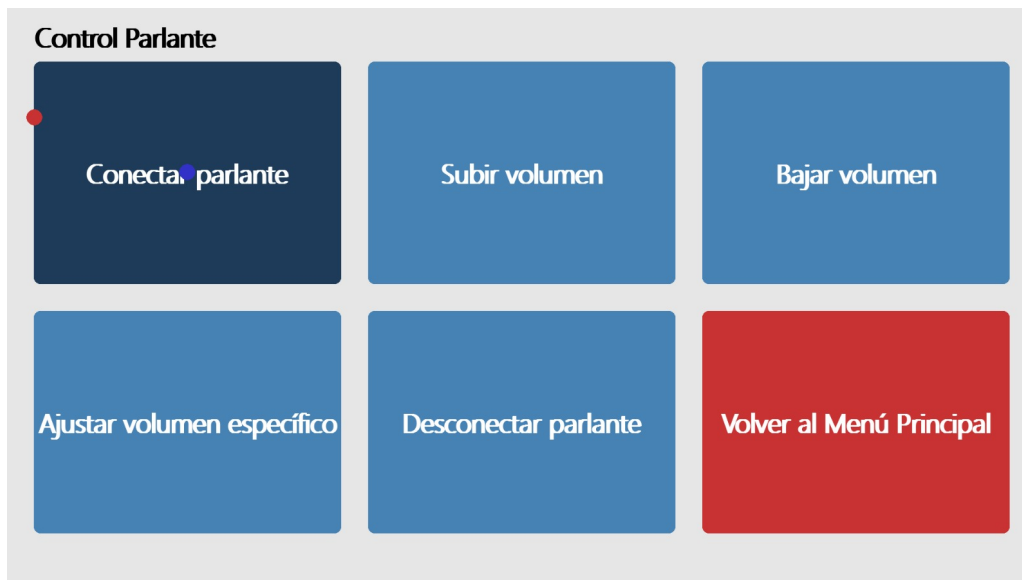 Control Parlante
Conectar parlante
Subir volumen
Bajar volumen
Ajustar volumen específico
Desconectar parlante
Volver al Menú Principal